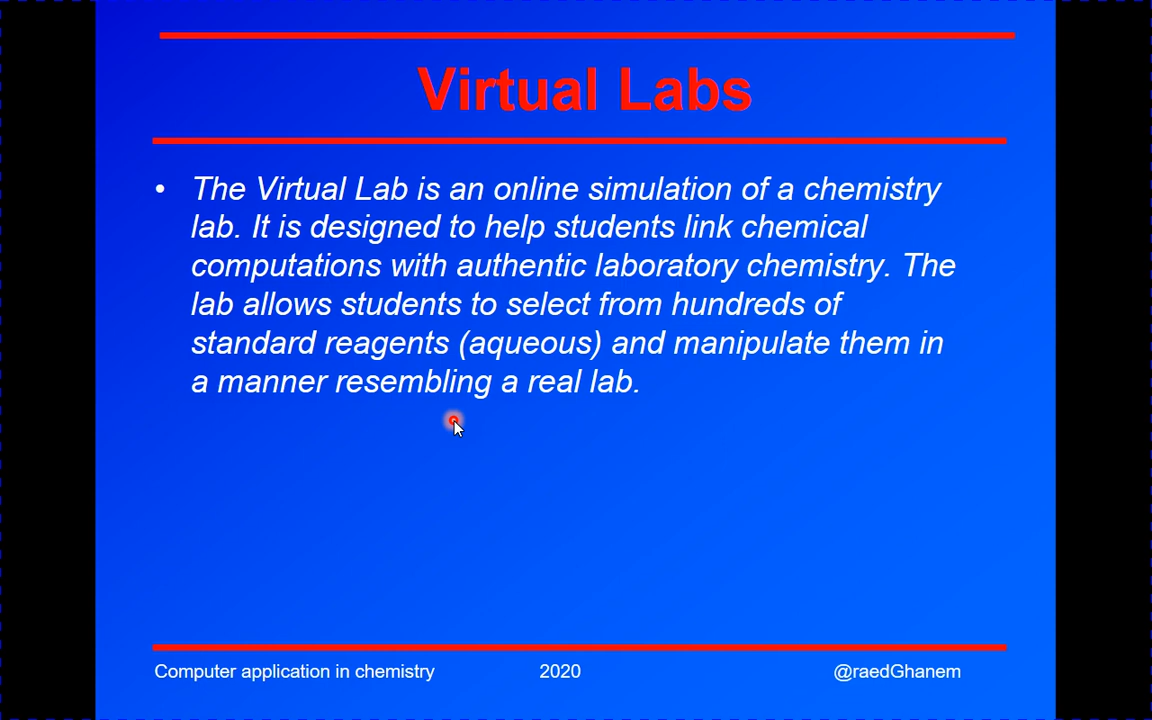 Virtual Labs
• The Virtual Lab is an online simulation of a chemistry
lab. It is designed to help students link chemical
computations with authentic laboratory chemistry. The
lab allows students to select from hundreds of
standard reagents (aqueous) and manipulate them in
a manner resembling a real lab.
Computer application in chemistry 2020 @raedGhanem